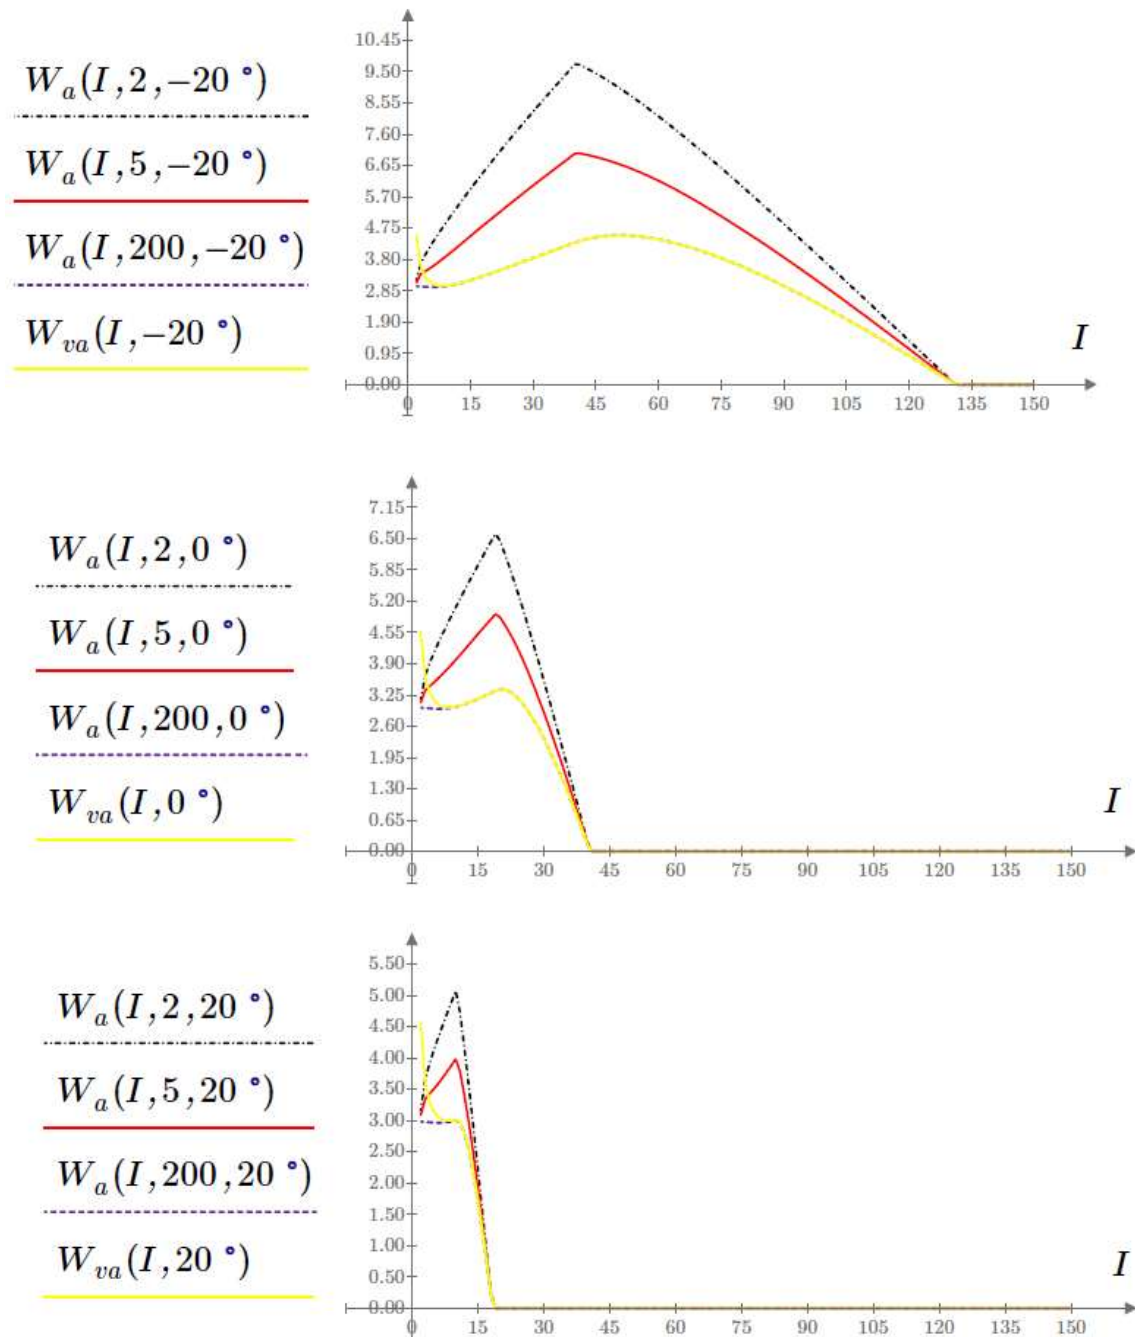 W_a(I,2,−20 °)
W_a(I,5,−20 °)
W_a(I,200,−20 °)
W_va(I,−20 °)
10.45
9.50
8.55
7.60
6.65
5.70
4.75
3.80
2.85
1.90
0.95
0.00
0 15 30 45 60 75 90 105 120 135 150
I
W_a(I,2,0 °)
W_a(I,5,0 °)
W_a(I,200,0 °)
W_va(I,0 °)
7.15
6.50
5.85
5.20
4.55
3.90
3.25
2.60
1.95
1.30
0.65
0.00
0 15 30 45 60 75 90 105 120 135 150
I
W_a(I,2,20 °)
W_a(I,5,20 °)
W_a(I,200,20 °)
W_va(I,20 °)
5.50
5.00
4.50
4.00
3.50
3.00
2.50
2.00
1.50
1.00
0.50
0.00
0 15 30 45 60 75 90 105 120 135 150
I